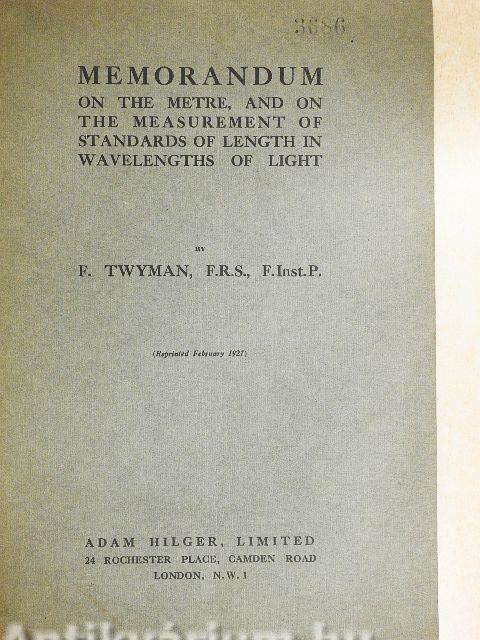 3686
MEMORANDUM
ON THE METRE, AND ON
THE MEASUREMENT OF
STANDARDS OF LENGTH IN
WAVELENGTHS OF LIGHT
BY
F. TWYMAN, F.R.S., F.Inst.P.
(Reprinted February 1927)
ADAM HILGER, LIMITED
24 ROCHESTER PLACE, CAMDEN ROAD
LONDON, N.W.1
Antikvárium.hu